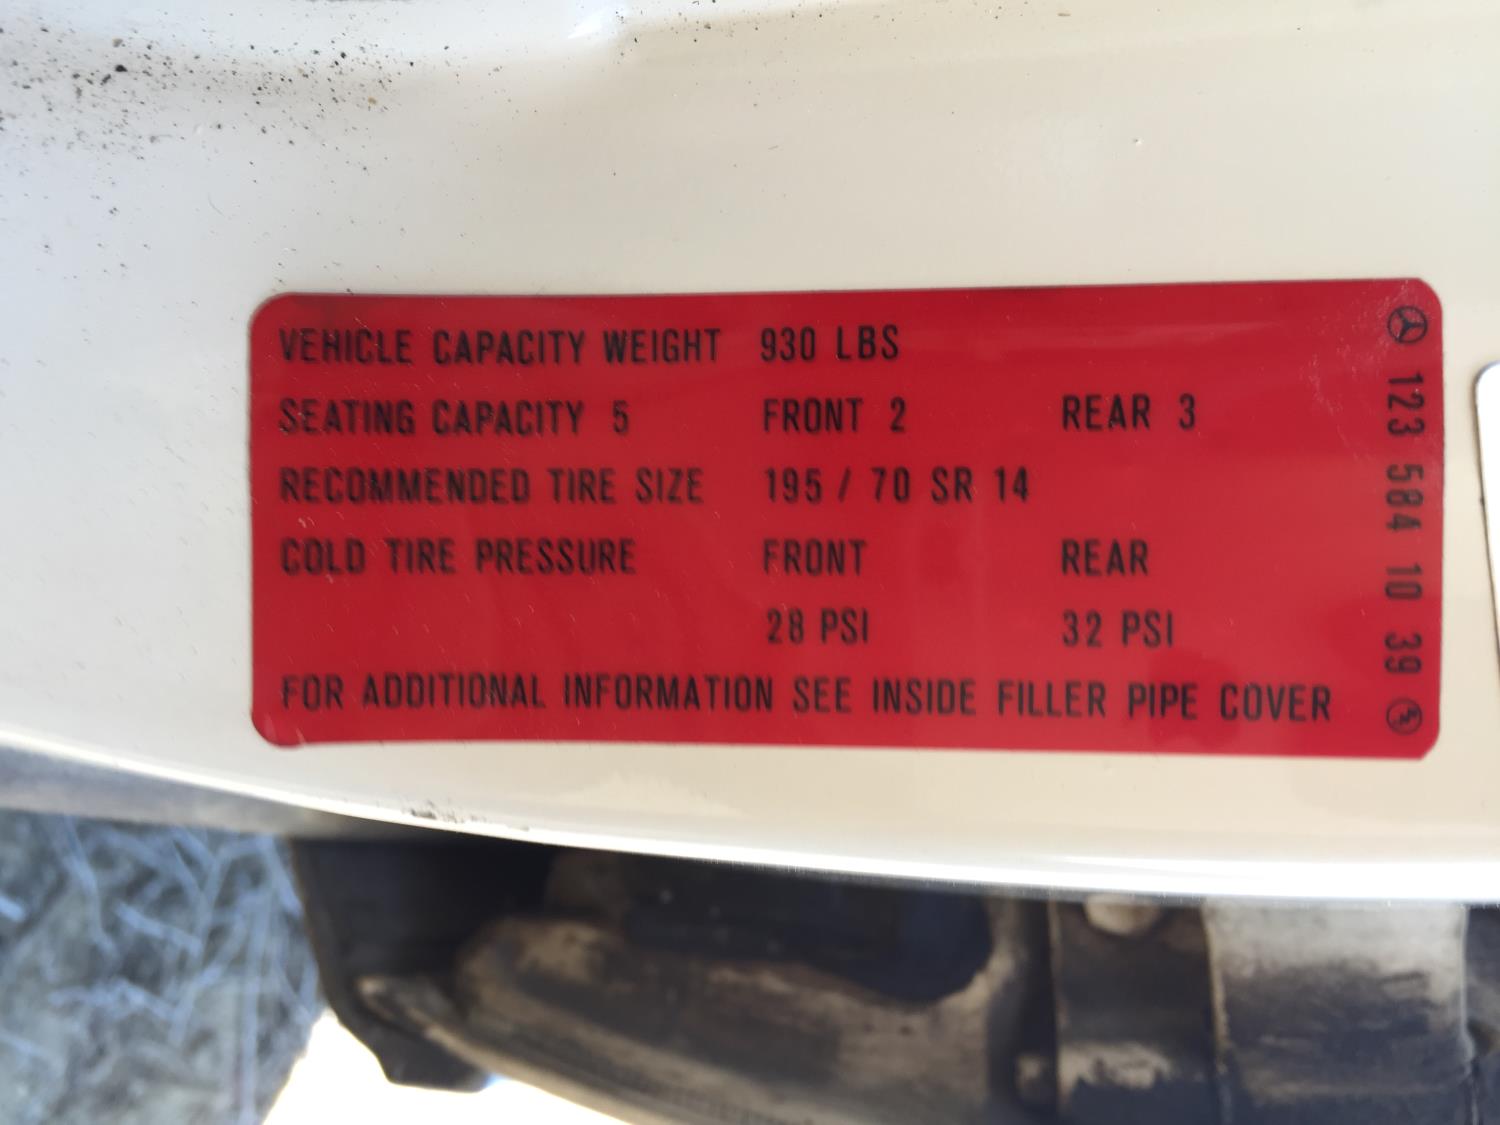 VEHICLE CAPACITY WEIGHT 930 LBS
SEATING CAPACITY 5 FRONT 2 REAR 3
RECOMMENDED TIRE SIZE 195 / 70 SR 14
COLD TIRE PRESSURE FRONT REAR
28 PSI 32 PSI
FOR ADDITIONAL INFORMATION SEE INSIDE FILLER PIPE COVER
123 584 10 39